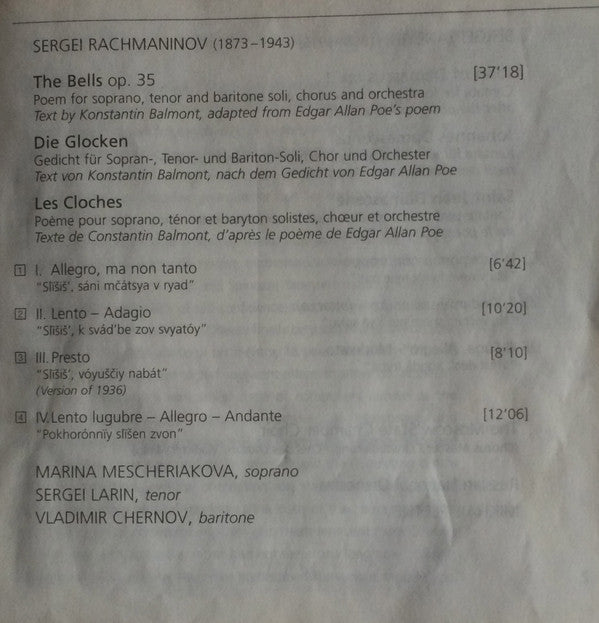 SERGEI RACHMANINOV (1873–1943)
The Bells op. 35 [37'18]
Poem for soprano, tenor and baritone soli, chorus and orchestra
Text by Konstantin Balmont, adapted from Edgar Allan Poe's poem
Die Glocken
Gedicht für Sopran-, Tenor- und Bariton-Soli, Chor und Orchester
Text von Konstantin Balmont, nach dem Gedicht von Edgar Allan Poe
Les Cloches
Poème pour soprano, ténor et baryton solistes, chœur et orchestre
Texte de Constantin Balmont, d'après le poème de Edgar Allan Poe
1 I. Allegro, ma non tanto [6'42]
"Slïšiš', sáni mčátsya v ryad"
2 II. Lento – Adagio [10'20]
"Slïšiš', k svád'be zov svyatóy"
3 III. Presto [8'10]
"Slïšiš', vóyuščiy nabát"
(Version of 1936)
4 IV. Lento lugubre – Allegro – Andante [12'06]
"Pokhorónnïy slïšen zvon"
MARINA MESCHERIAKOVA, soprano
SERGEI LARIN, tenor
VLADIMIR CHERNOV, baritone